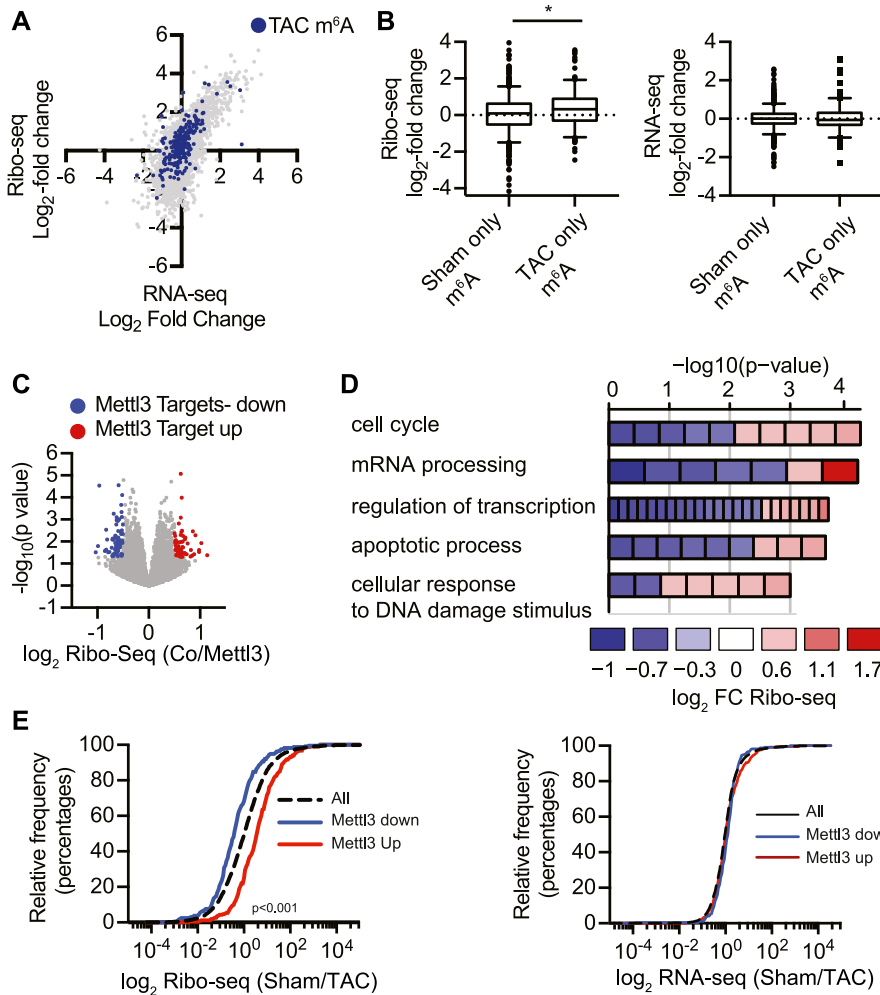 A
TAC m⁶A
Ribo-seq
Log₂-fold change
6
4
2
0
-6 -4 -2 2 4 6
-4
-6
RNA-seq
Log₂ Fold Change
B
*
Ribo-seq
log₂-fold change
4
2
0
-2
-4
Sham only
m⁶A
TAC only
m⁶A
RNA-seq
log₂-fold change
4
2
0
-2
-4
Sham only
m⁶A
TAC only
m⁶A
C
Mettl3 Targets- down
Mettl3 Target up
-log₁₀(p value)
6
5
4
3
2
1
0
-1
-1 0 1
log₂ Ribo-Seq (Co/Mettl3)
D
−log10(p−value)
0 1 2 3 4
cell cycle
mRNA processing
regulation of transcription
apoptotic process
cellular response
to DNA damage stimulus
−1 −0.7 −0.3 0 0.6 1.1 1.7
log₂ FC Ribo-seq
E
Relative frequency
(percentages)
100
80
60
40
20
0
All
Mettl3 down
Mettl3 Up
p<0.001
10⁻⁴ 10⁻² 10⁰ 10² 10⁴
log₂ Ribo-seq (Sham/TAC)
Relative frequency
(percentages)
100
80
60
40
20
0
All
Mettl3 dow
Mettl3 up
10⁻⁴ 10⁻² 10⁰ 10² 10⁴
log₂ RNA-seq (Sham/TAC)